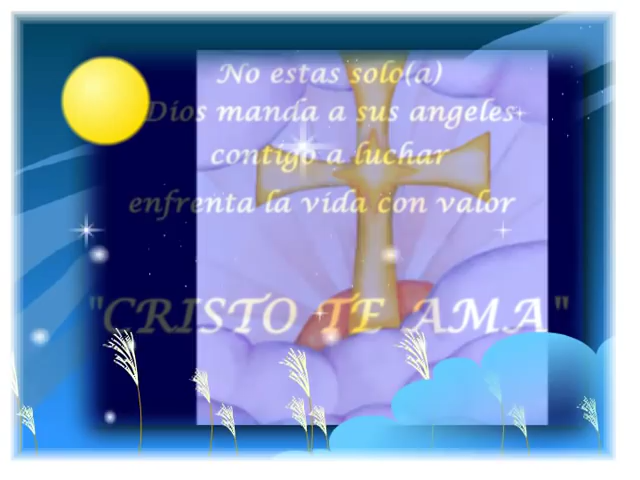 No estas solo(a)
Dios manda a sus angeles
contigo a luchar
enfrenta la vida con valor
"CRISTO TE AMA"